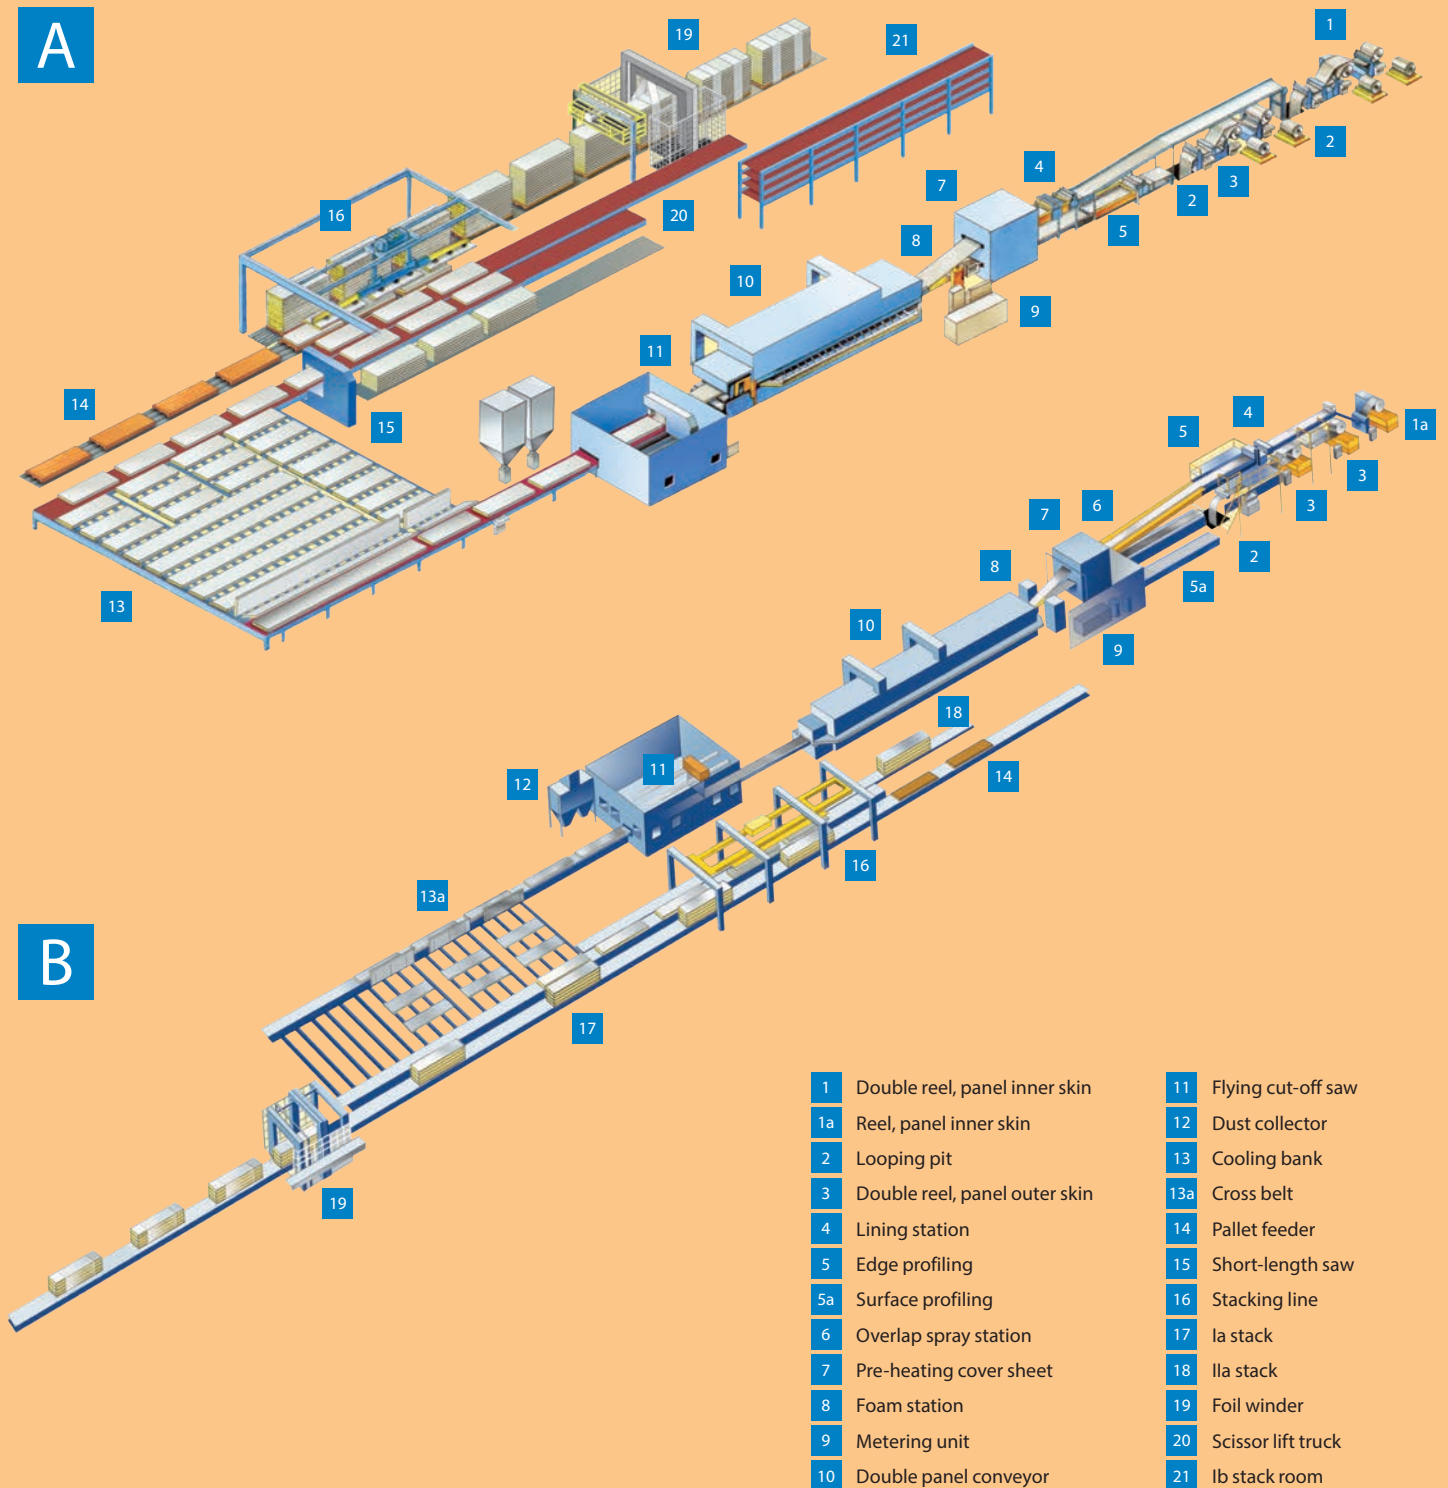 A
19
21
1
2
4
7
3
2
16
20
8
5
10
9
11
14
15
4
1a
5
3
7
6
3
13
8
2
5a
10
9
18
11
12
14
16
13a
B
17
19
1 Double reel, panel inner skin
1a Reel, panel inner skin
2 Looping pit
3 Double reel, panel outer skin
4 Lining station
5 Edge profiling
5a Surface profiling
6 Overlap spray station
7 Pre-heating cover sheet
8 Foam station
9 Metering unit
10 Double panel conveyor
11 Flying cut-off saw
12 Dust collector
13 Cooling bank
13a Cross belt
14 Pallet feeder
15 Short-length saw
16 Stacking line
17 Ia stack
18 IIa stack
19 Foil winder
20 Scissor lift truck
21 Ib stack room